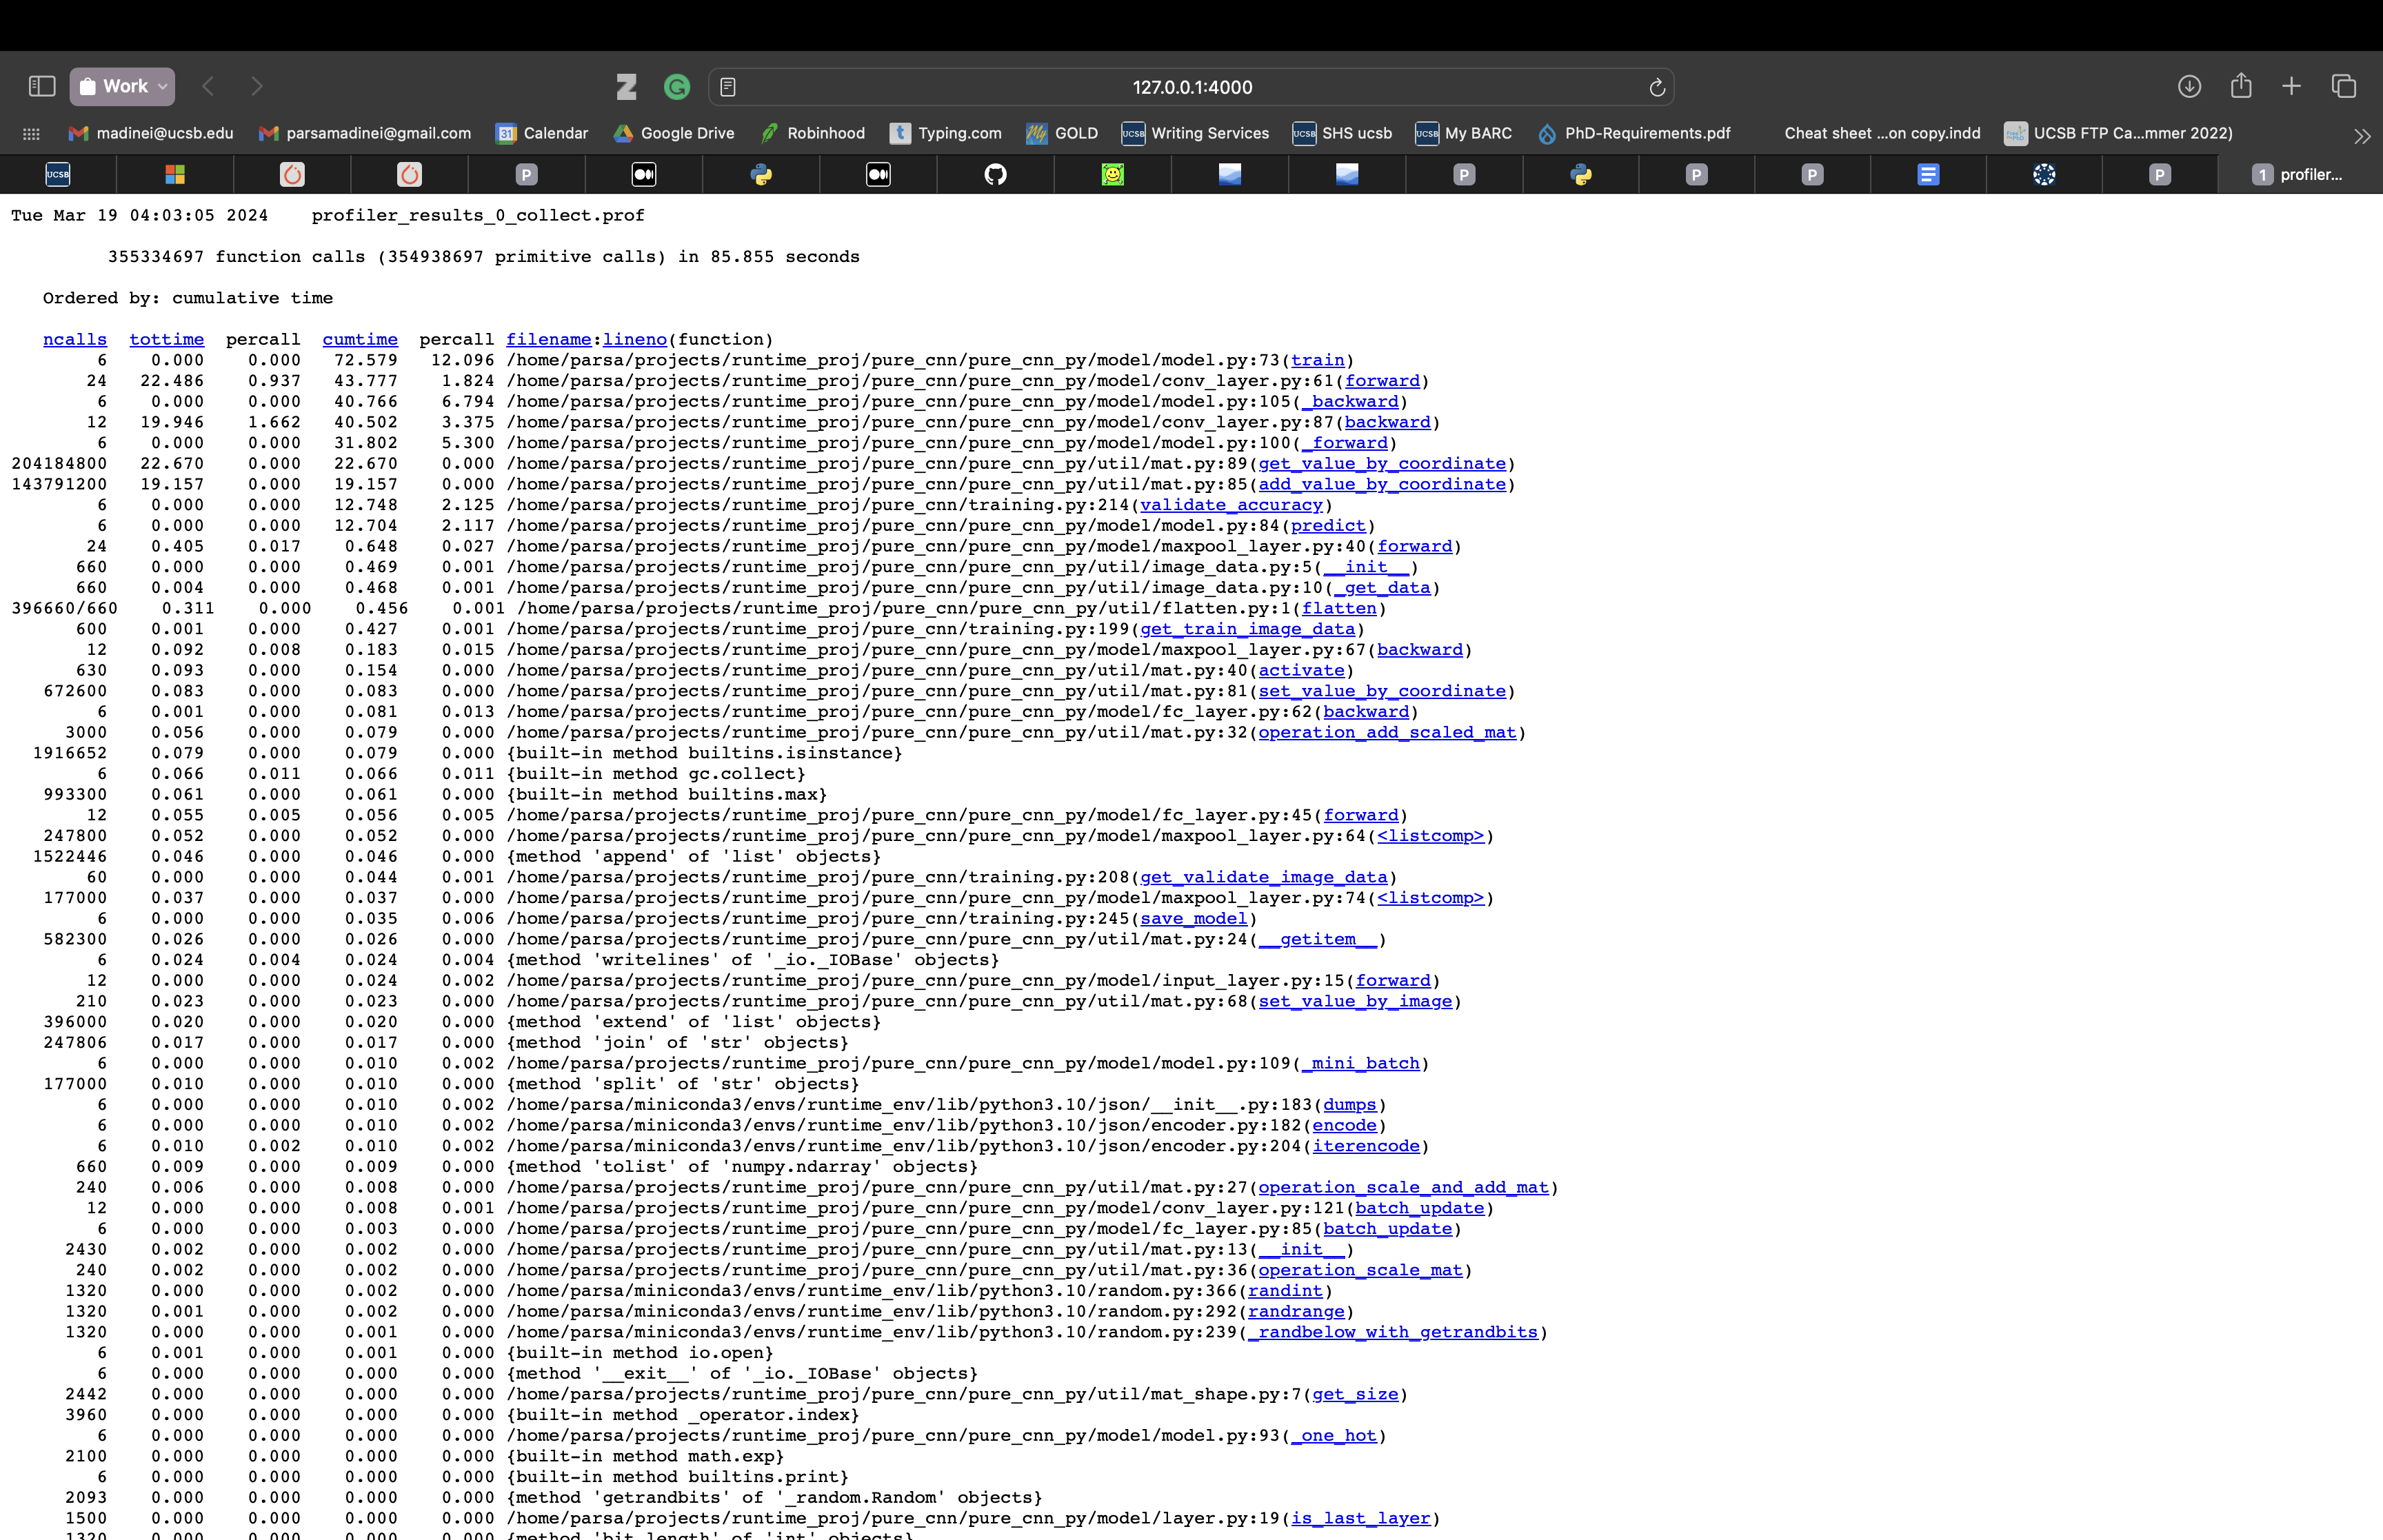 Work
127.0.0.1:4000
madinei@ucsb.edu parsamadinei@gmail.com 31 Calendar Google Drive Robinhood t Typing.com My GOLD UCSB Writing Services UCSB SHS ucsb UCSB My BARC PhD-Requirements.pdf Cheat sheet ...on copy.indd UCSB FTP Ca...mmer 2022)
UCSB P P P P P 1 profiler...
Tue Mar 19 04:03:05 2024    profiler_results_0_collect.prof
355334697 function calls (354938697 primitive calls) in 85.855 seconds
Ordered by: cumulative time
ncalls tottime percall cumtime percall filename:lineno(function)
6 0.000 0.000 72.579 12.096 /home/parsa/projects/runtime_proj/pure_cnn/pure_cnn_py/model/model.py:73(train)
24 22.486 0.937 43.777 1.824 /home/parsa/projects/runtime_proj/pure_cnn/pure_cnn_py/model/conv_layer.py:61(forward)
6 0.000 0.000 40.766 6.794 /home/parsa/projects/runtime_proj/pure_cnn/pure_cnn_py/model/model.py:105(_backward)
12 19.946 1.662 40.502 3.375 /home/parsa/projects/runtime_proj/pure_cnn/pure_cnn_py/model/conv_layer.py:87(backward)
6 0.000 0.000 31.802 5.300 /home/parsa/projects/runtime_proj/pure_cnn/pure_cnn_py/model/model.py:100(_forward)
204184800 22.670 0.000 22.670 0.000 /home/parsa/projects/runtime_proj/pure_cnn/pure_cnn_py/util/mat.py:89(get_value_by_coordinate)
143791200 19.157 0.000 19.157 0.000 /home/parsa/projects/runtime_proj/pure_cnn/pure_cnn_py/util/mat.py:85(add_value_by_coordinate)
6 0.000 0.000 12.748 2.125 /home/parsa/projects/runtime_proj/pure_cnn/training.py:214(validate_accuracy)
6 0.000 0.000 12.704 2.117 /home/parsa/projects/runtime_proj/pure_cnn/pure_cnn_py/model/model.py:84(predict)
24 0.405 0.017 0.648 0.027 /home/parsa/projects/runtime_proj/pure_cnn/pure_cnn_py/model/maxpool_layer.py:40(forward)
660 0.000 0.000 0.469 0.001 /home/parsa/projects/runtime_proj/pure_cnn/pure_cnn_py/util/image_data.py:5(__init__)
660 0.004 0.000 0.468 0.001 /home/parsa/projects/runtime_proj/pure_cnn/pure_cnn_py/util/image_data.py:10(_get_data)
396660/660 0.311 0.000 0.456 0.001 /home/parsa/projects/runtime_proj/pure_cnn/pure_cnn_py/util/flatten.py:1(flatten)
600 0.001 0.000 0.427 0.001 /home/parsa/projects/runtime_proj/pure_cnn/training.py:199(get_train_image_data)
12 0.092 0.008 0.183 0.015 /home/parsa/projects/runtime_proj/pure_cnn/pure_cnn_py/model/maxpool_layer.py:67(backward)
630 0.093 0.000 0.154 0.000 /home/parsa/projects/runtime_proj/pure_cnn/pure_cnn_py/util/mat.py:40(activate)
672600 0.083 0.000 0.083 0.000 /home/parsa/projects/runtime_proj/pure_cnn/pure_cnn_py/util/mat.py:81(set_value_by_coordinate)
6 0.001 0.000 0.081 0.013 /home/parsa/projects/runtime_proj/pure_cnn/pure_cnn_py/model/fc_layer.py:62(backward)
3000 0.056 0.000 0.079 0.000 /home/parsa/projects/runtime_proj/pure_cnn/pure_cnn_py/util/mat.py:32(operation_add_scaled_mat)
1916652 0.079 0.000 0.079 0.000 {built-in method builtins.isinstance}
6 0.066 0.011 0.066 0.011 {built-in method gc.collect}
993300 0.061 0.000 0.061 0.000 {built-in method builtins.max}
12 0.055 0.005 0.056 0.005 /home/parsa/projects/runtime_proj/pure_cnn/pure_cnn_py/model/fc_layer.py:45(forward)
247800 0.052 0.000 0.052 0.000 /home/parsa/projects/runtime_proj/pure_cnn/pure_cnn_py/model/maxpool_layer.py:64(<listcomp>)
1522446 0.046 0.000 0.046 0.000 {method 'append' of 'list' objects}
60 0.000 0.000 0.044 0.001 /home/parsa/projects/runtime_proj/pure_cnn/training.py:208(get_validate_image_data)
177000 0.037 0.000 0.037 0.000 /home/parsa/projects/runtime_proj/pure_cnn/pure_cnn_py/model/maxpool_layer.py:74(<listcomp>)
6 0.000 0.000 0.035 0.006 /home/parsa/projects/runtime_proj/pure_cnn/training.py:245(save_model)
582300 0.026 0.000 0.026 0.000 /home/parsa/projects/runtime_proj/pure_cnn/pure_cnn_py/util/mat.py:24(__getitem__)
6 0.024 0.004 0.024 0.004 {method 'writelines' of '_io._IOBase' objects}
12 0.000 0.000 0.024 0.002 /home/parsa/projects/runtime_proj/pure_cnn/pure_cnn_py/model/input_layer.py:15(forward)
210 0.023 0.000 0.023 0.000 /home/parsa/projects/runtime_proj/pure_cnn/pure_cnn_py/util/mat.py:68(set_value_by_image)
396000 0.020 0.000 0.020 0.000 {method 'extend' of 'list' objects}
247806 0.017 0.000 0.017 0.000 {method 'join' of 'str' objects}
6 0.000 0.000 0.010 0.002 /home/parsa/projects/runtime_proj/pure_cnn/pure_cnn_py/model/model.py:109(_mini_batch)
177000 0.010 0.000 0.010 0.000 {method 'split' of 'str' objects}
6 0.000 0.000 0.010 0.002 /home/parsa/miniconda3/envs/runtime_env/lib/python3.10/json/__init__.py:183(dumps)
6 0.000 0.000 0.010 0.002 /home/parsa/miniconda3/envs/runtime_env/lib/python3.10/json/encoder.py:182(encode)
6 0.010 0.002 0.010 0.002 /home/parsa/miniconda3/envs/runtime_env/lib/python3.10/json/encoder.py:204(iterencode)
660 0.009 0.000 0.009 0.000 {method 'tolist' of 'numpy.ndarray' objects}
240 0.006 0.000 0.008 0.000 /home/parsa/projects/runtime_proj/pure_cnn/pure_cnn_py/util/mat.py:27(operation_scale_and_add_mat)
12 0.000 0.000 0.008 0.001 /home/parsa/projects/runtime_proj/pure_cnn/pure_cnn_py/model/conv_layer.py:121(batch_update)
6 0.000 0.000 0.003 0.000 /home/parsa/projects/runtime_proj/pure_cnn/pure_cnn_py/model/fc_layer.py:85(batch_update)
2430 0.002 0.000 0.002 0.000 /home/parsa/projects/runtime_proj/pure_cnn/pure_cnn_py/util/mat.py:13(__init__)
240 0.002 0.000 0.002 0.000 /home/parsa/projects/runtime_proj/pure_cnn/pure_cnn_py/util/mat.py:36(operation_scale_mat)
1320 0.000 0.000 0.002 0.000 /home/parsa/miniconda3/envs/runtime_env/lib/python3.10/random.py:366(randint)
1320 0.001 0.000 0.002 0.000 /home/parsa/miniconda3/envs/runtime_env/lib/python3.10/random.py:292(randrange)
1320 0.000 0.000 0.001 0.000 /home/parsa/miniconda3/envs/runtime_env/lib/python3.10/random.py:239(_randbelow_with_getrandbits)
6 0.001 0.000 0.001 0.000 {built-in method io.open}
6 0.000 0.000 0.000 0.000 {method '__exit__' of '_io._IOBase' objects}
2442 0.000 0.000 0.000 0.000 /home/parsa/projects/runtime_proj/pure_cnn/pure_cnn_py/util/mat_shape.py:7(get_size)
3960 0.000 0.000 0.000 0.000 {built-in method _operator.index}
6 0.000 0.000 0.000 0.000 /home/parsa/projects/runtime_proj/pure_cnn/pure_cnn_py/model/model.py:93(_one_hot)
2100 0.000 0.000 0.000 0.000 {built-in method math.exp}
6 0.000 0.000 0.000 0.000 {built-in method builtins.print}
2093 0.000 0.000 0.000 0.000 {method 'getrandbits' of '_random.Random' objects}
1500 0.000 0.000 0.000 0.000 /home/parsa/projects/runtime_proj/pure_cnn/pure_cnn_py/model/layer.py:19(is_last_layer)
1320 0.000 0.000 0.000 0.000 {method 'bit_length' of 'int' objects}